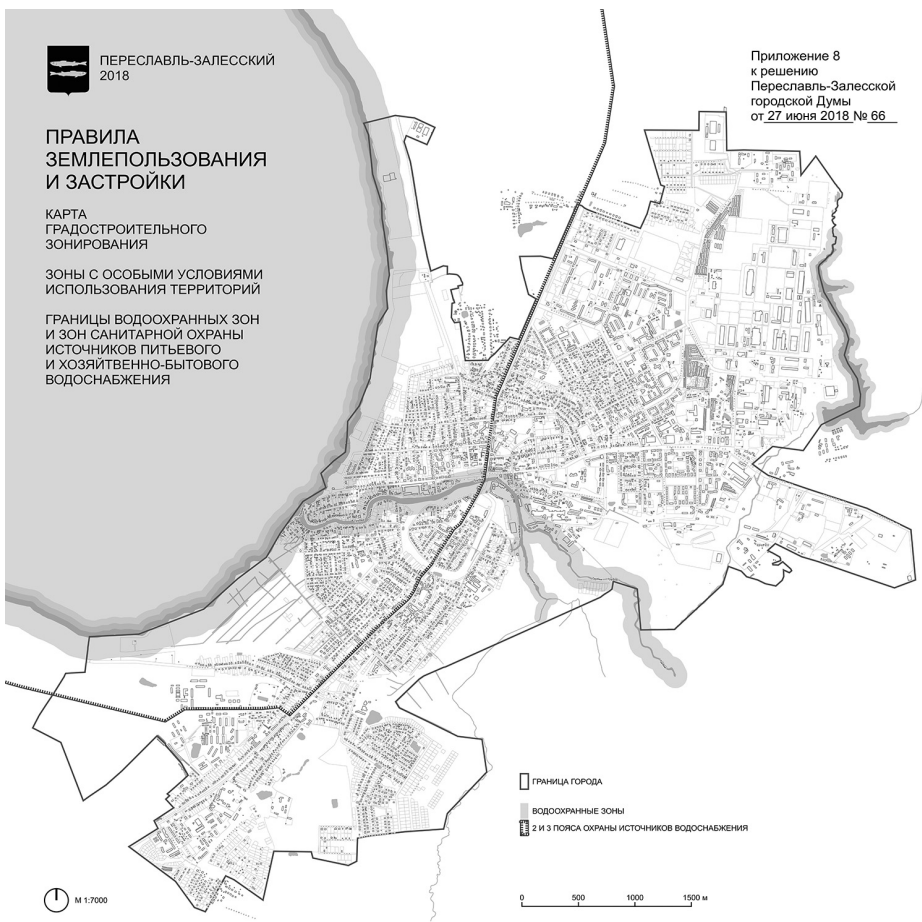 ПЕРЕСЛАВЛЬ-ЗАЛЕССКИЙ
2018
ПРАВИЛА
ЗЕМЛЕПОЛЬЗОВАНИЯ
И ЗАСТРОЙКИ
КАРТА
ГРАДОСТРОИТЕЛЬНОГО
ЗОНИРОВАНИЯ
ЗОНЫ С ОСОБЫМИ УСЛОВИЯМИ
ИСПОЛЬЗОВАНИЯ ТЕРРИТОРИЙ
ГРАНИЦЫ ВОДООХРАННЫХ ЗОН
И ЗОН САНИТАРНОЙ ОХРАНЫ
ИСТОЧНИКОВ ПИТЬЕВОГО
И ХОЗЯЙТВЕННО-БЫТОВОГО
ВОДОСНАБЖЕНИЯ
Приложение 8
к решению
Переславль-Залесской
городской Думы
от 27 июня 2018 № 66
ГРАНИЦА ГОРОДА
ВОДООХРАННЫЕ ЗОНЫ
2 И 3 ПОЯСА ОХРАНЫ ИСТОЧНИКОВ ВОДОСНАБЖЕНИЯ
М 1:7000
0 500 1000 1500 м